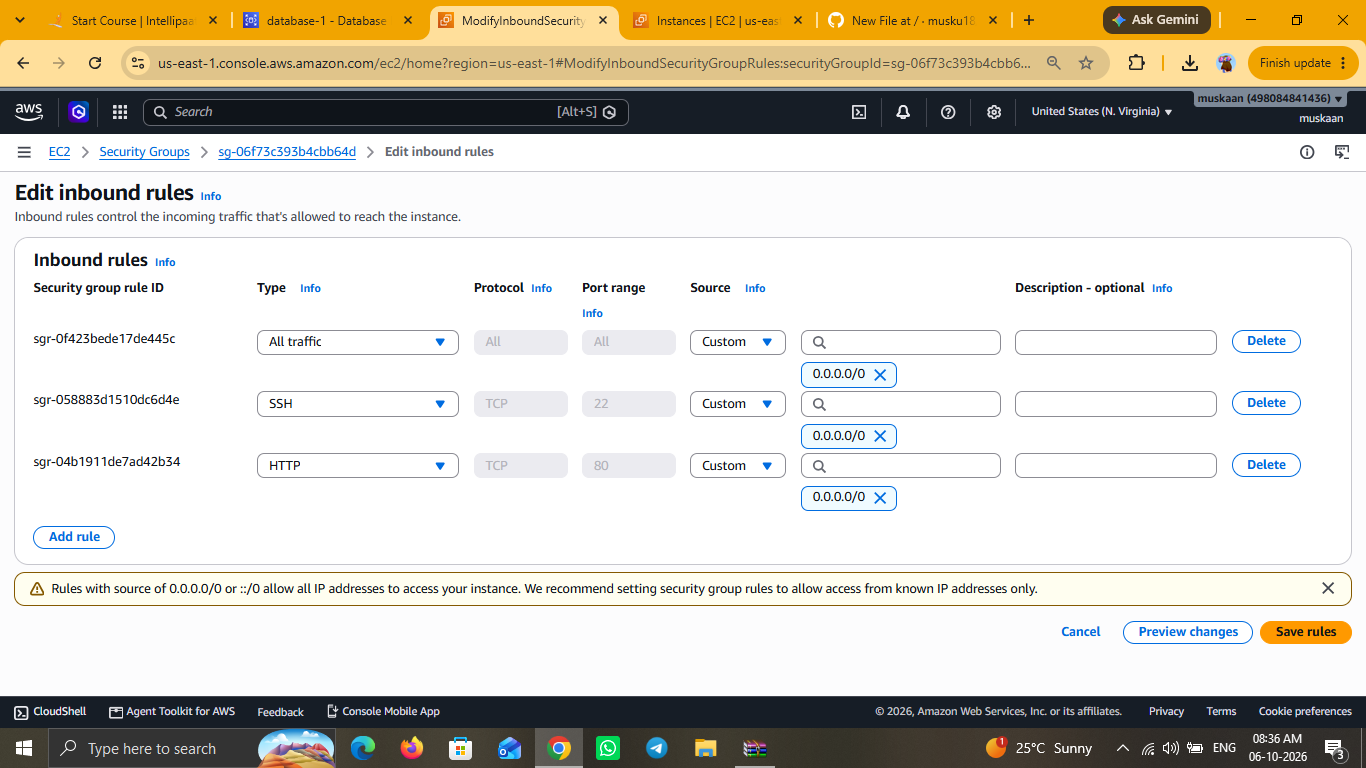 Start Course | Intellipaa
database-1 - Database
ModifyInboundSecurity
Instances | EC2 | us-eas
New File at / · musku18
Ask Gemini
us-east-1.console.aws.amazon.com/ec2/home?region=us-east-1#ModifyInboundSecurityGroupRules:securityGroupId=sg-06f73c393b4cbb6...
Finish update
aws
Search
[Alt+S]
United States (N. Virginia)
muskaan (498084841436)
muskaan
EC2
Security Groups
sg-06f73c393b4cbb64d
Edit inbound rules
Edit inbound rules Info
Inbound rules control the incoming traffic that's allowed to reach the instance.
Inbound rules Info
Security group rule ID
Type Info
Protocol Info
Port range
Info
Source Info
Description - optional Info
sgr-0f423bede17de445c
All traffic
All
All
Custom
0.0.0.0/0
Delete
sgr-058883d1510dc6d4e
SSH
TCP
22
Custom
0.0.0.0/0
Delete
sgr-04b1911de7ad42b34
HTTP
TCP
80
Custom
0.0.0.0/0
Delete
Add rule
Rules with source of 0.0.0.0/0 or ::/0 allow all IP addresses to access your instance. We recommend setting security group rules to allow access from known IP addresses only.
Cancel
Preview changes
Save rules
CloudShell
Agent Toolkit for AWS
Feedback
Console Mobile App
© 2026, Amazon Web Services, Inc. or its affiliates.
Privacy
Terms
Cookie preferences
Type here to search
1
25°C Sunny
ENG
08:36 AM
06-10-2026
3